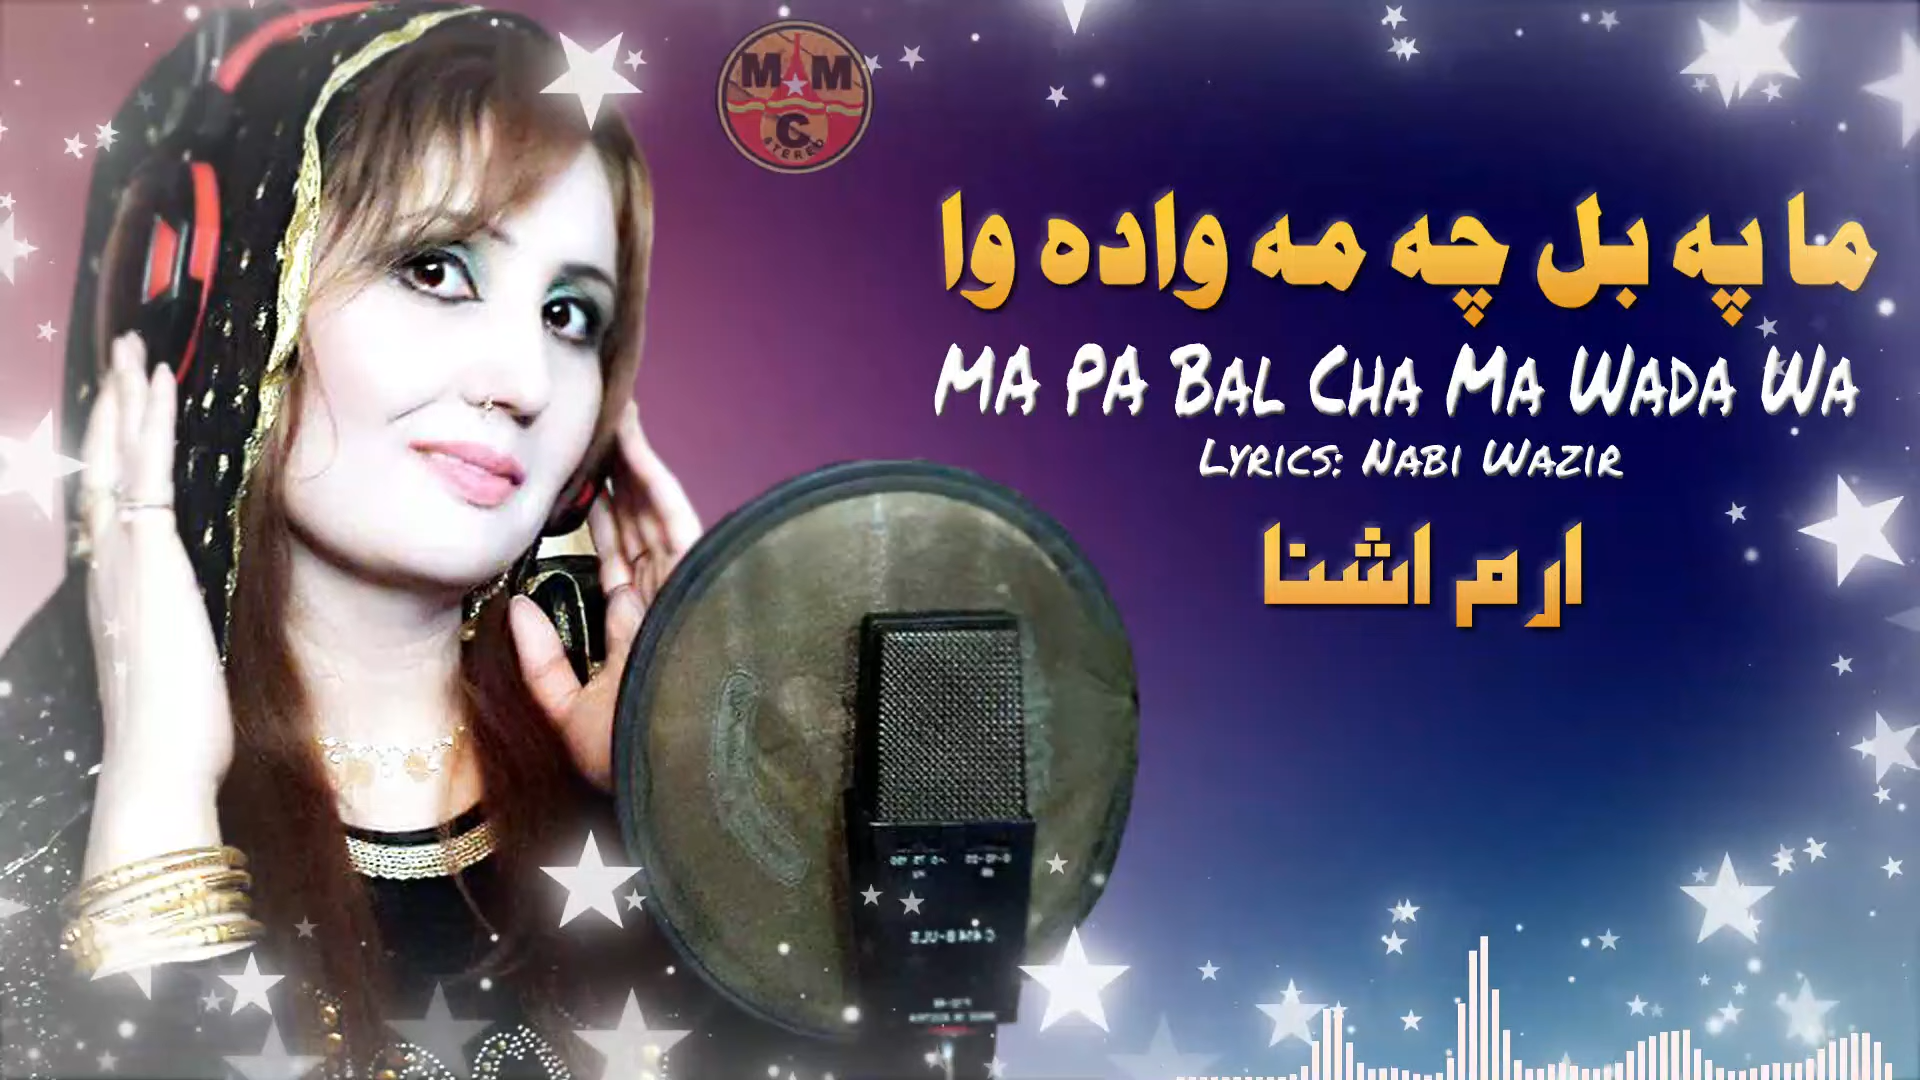 M M
C
STEREO
ما په بل چه مه واده وا
MA PA BAL CHA MA WADA WA
LYRICS: NABI WAZIR
ارم اشنا